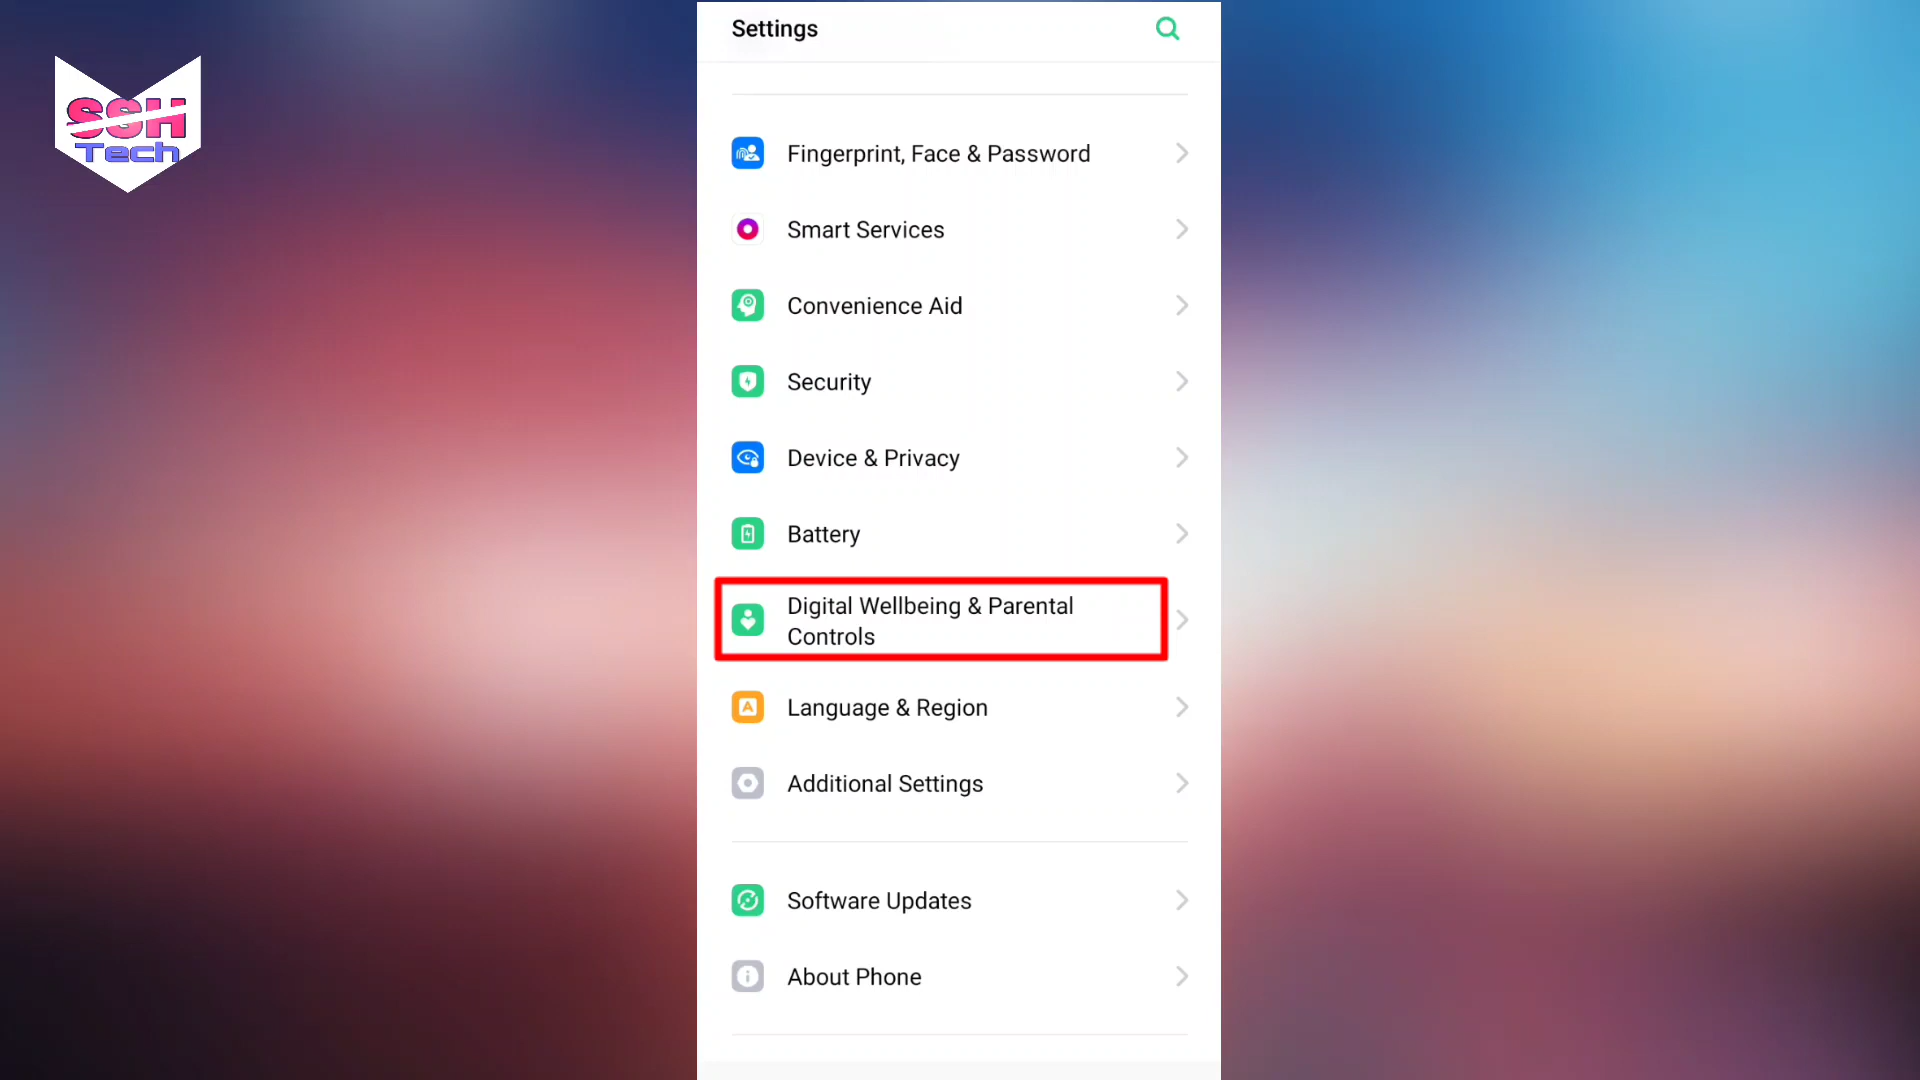 Settings
SSH
Tech
Fingerprint, Face & Password
Smart Services
Convenience Aid
Security
Device & Privacy
Battery
Digital Wellbeing & Parental
Controls
Language & Region
Additional Settings
Software Updates
About Phone